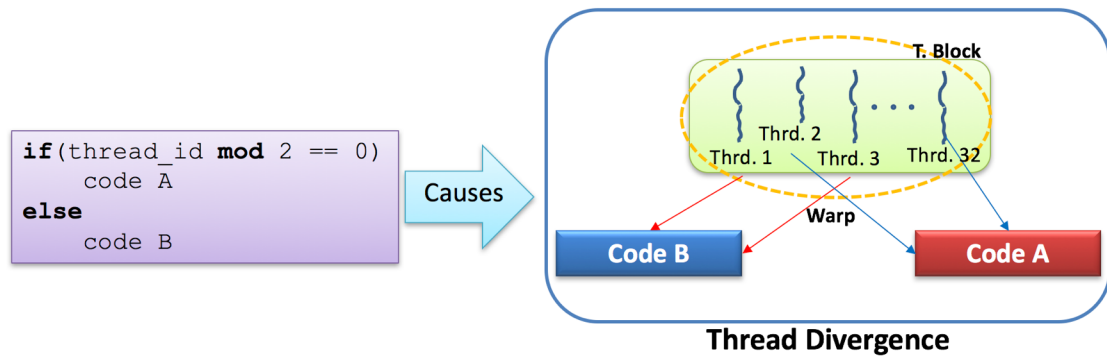 if(thread_id mod 2 == 0)
code A
else
code B
Causes
T. Block
Thrd. 1
Thrd. 2
Thrd. 3
Thrd. 32
Warp
Code B
Code A
Thread Divergence